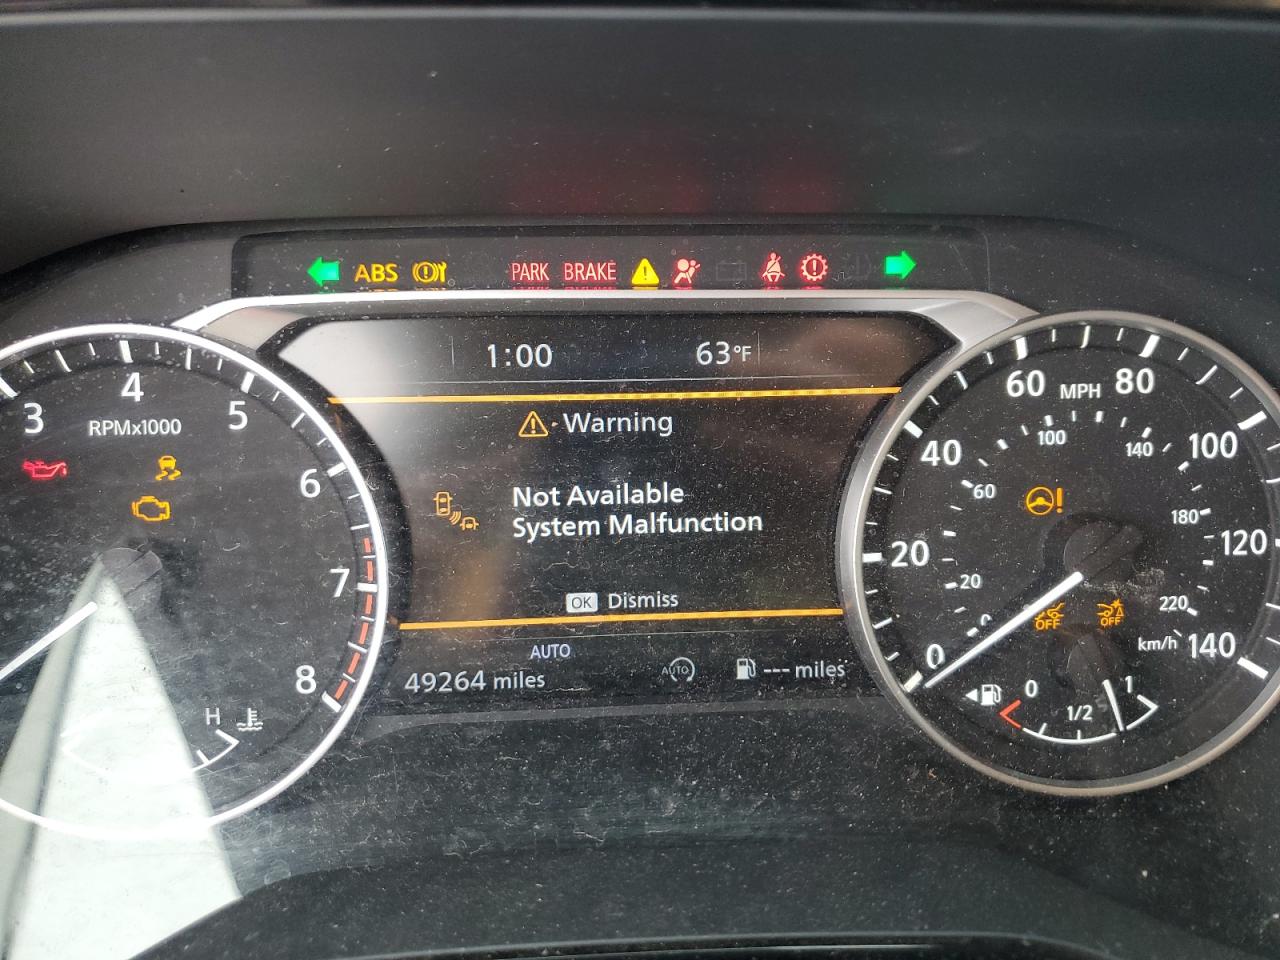 ABS PARK BRAKE
1:00 63°F
Warning
Not Available
System Malfunction
OK Dismiss
AUTO
49264 miles AUTO --- miles
3 4 5 6 7 8
RPMx1000
H
0 20 40 60 80 100 120 140
MPH
0 20 60 100 140 180 220
km/h
OFF OFF
0 1/2 1